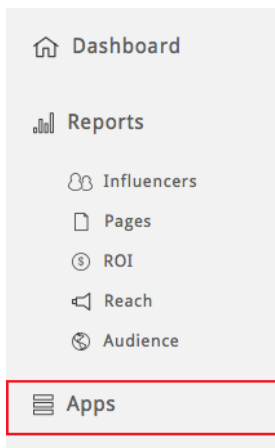 Dashboard
Reports
Influencers
Pages
ROI
Reach
Audience
Apps